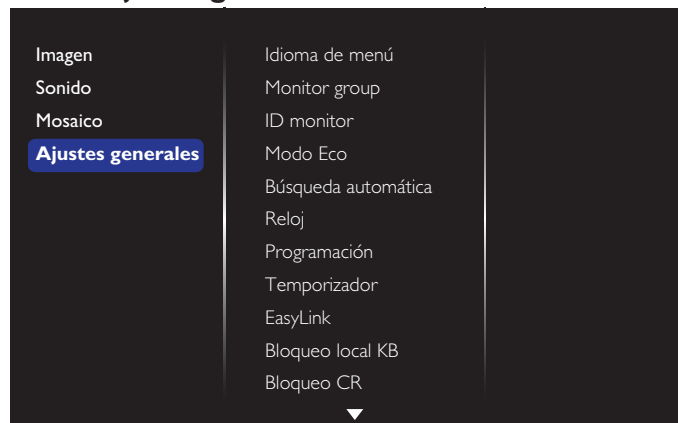 Imagen
Sonido
Mosaico
Ajustes generales
Idioma de menú
Monitor group
ID monitor
Modo Eco
Búsqueda automática
Reloj
Programación
Temporizador
EasyLink
Bloqueo local KB
Bloqueo CR